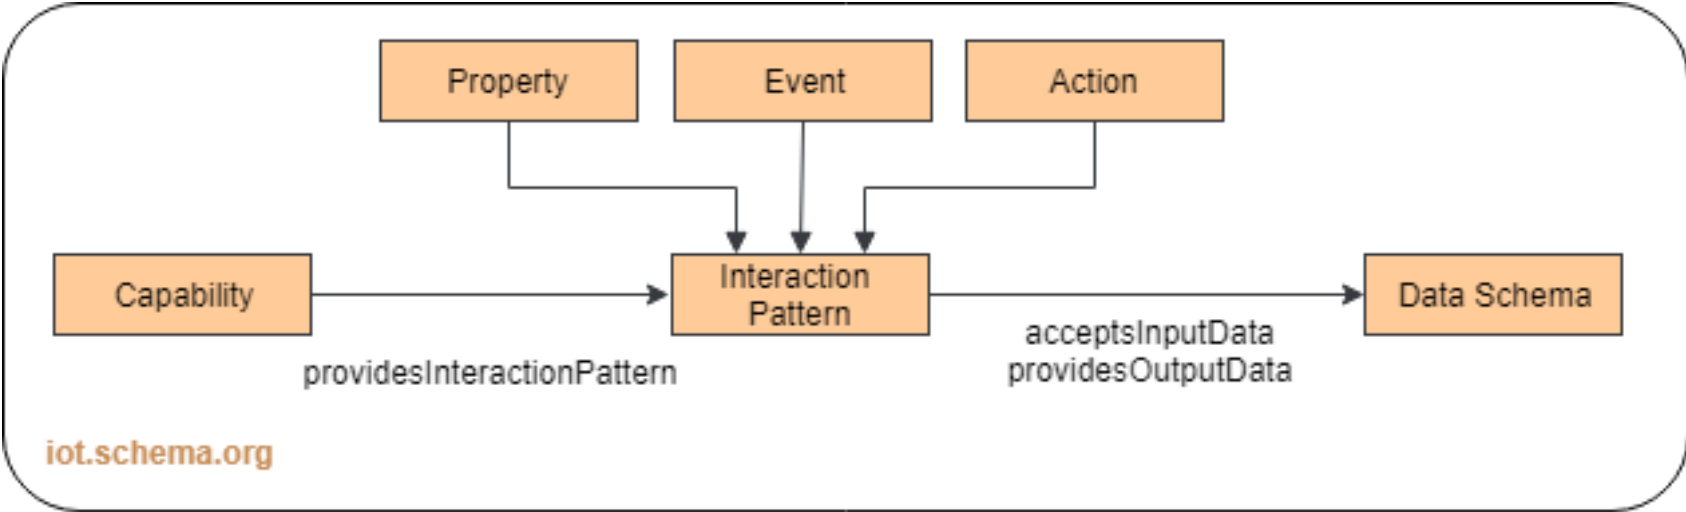 Property
Event
Action
Capability
Interaction
Pattern
Data Schema
providesInteractionPattern
acceptsInputData
providesOutputData
iot.schema.org